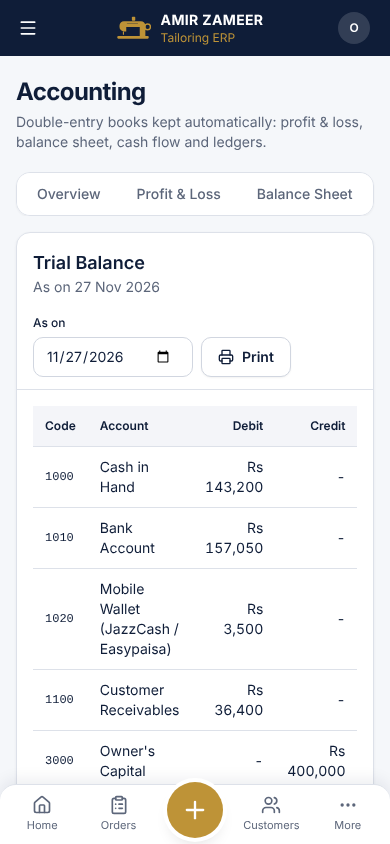 AMIR ZAMEER
Tailoring ERP
O
Accounting
Double-entry books kept automatically: profit & loss,
balance sheet, cash flow and ledgers.
Overview Profit & Loss Balance Sheet
Trial Balance
As on 27 Nov 2026
As on
11/27/2026 Print
Code Account Debit Credit
1000 Cash in Hand Rs 143,200 -
1010 Bank Account Rs 157,050 -
1020 Mobile Wallet (JazzCash / Easypaisa) Rs 3,500 -
1100 Customer Receivables Rs 36,400 -
3000 Owner's Capital - Rs 400,000
Home Orders Customers More